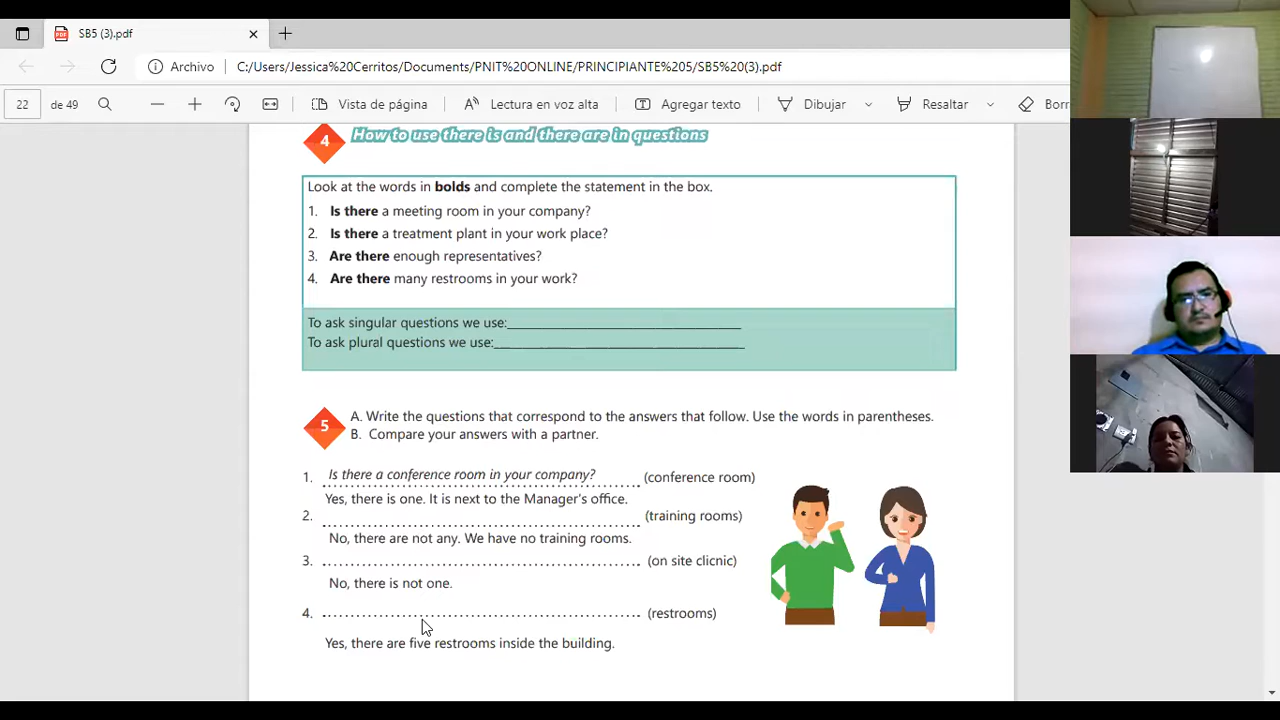 SB5 (3).pdf
Archivo
C:/Users/Jessica%20Cerritos/Documents/PNIT%20ONLINE/PRINCIPIANTE%205/SB5%20(3).pdf
22 de 49
Vista de página
Lectura en voz alta
Agregar texto
Dibujar
Resaltar
Borr
4 How to use there is and there are in questions
Look at the words in bolds and complete the statement in the box.
1. Is there a meeting room in your company?
2. Is there a treatment plant in your work place?
3. Are there enough representatives?
4. Are there many restrooms in your work?
To ask singular questions we use:
To ask plural questions we use:
5 A. Write the questions that correspond to the answers that follow. Use the words in parentheses.
B. Compare your answers with a partner.
1. Is there a conference room in your company? (conference room)
Yes, there is one. It is next to the Manager's office.
2. (training rooms)
No, there are not any. We have no training rooms.
3. (on site clicnic)
No, there is not one.
4. (restrooms)
Yes, there are five restrooms inside the building.